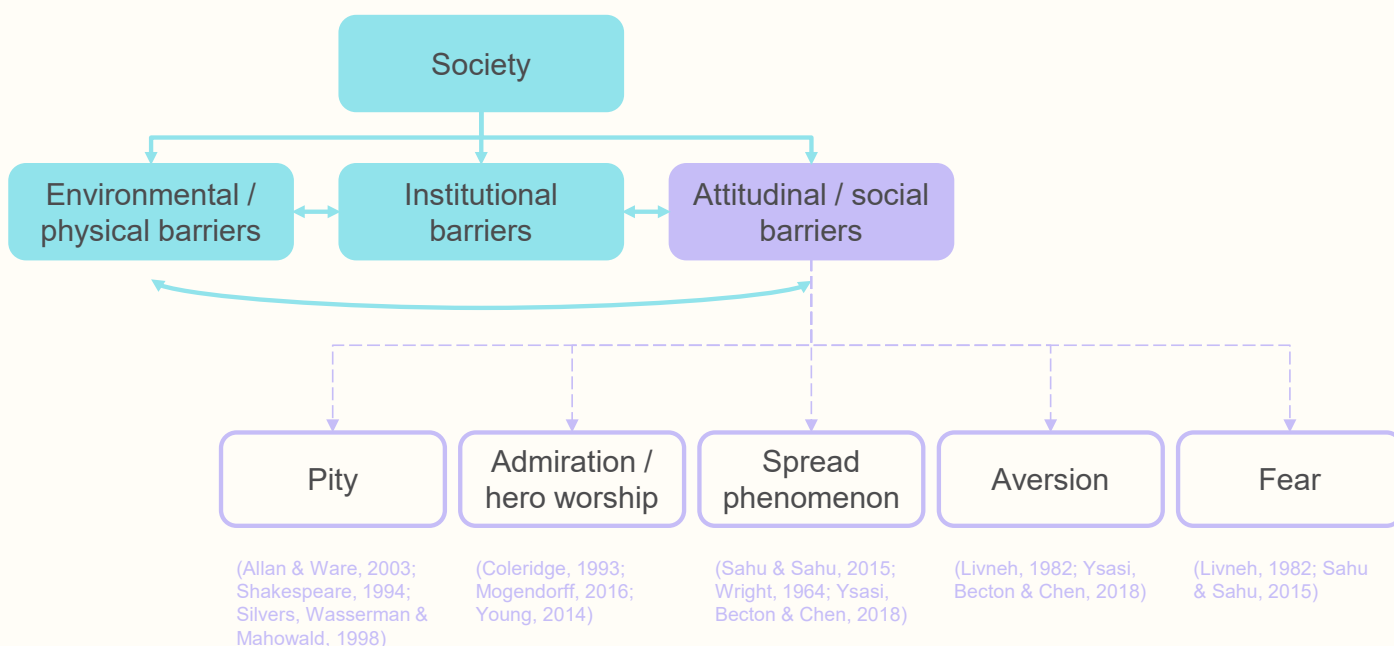 Society
Environmental /
physical barriers
Institutional
barriers
Attitudinal / social
barriers
Pity
Admiration /
hero worship
Spread
phenomenon
Aversion
Fear
(Allan & Ware, 2003;
Shakespeare, 1994;
Silvers, Wasserman &
Mahowald, 1998)
(Coleridge, 1993;
Mogendorff, 2016;
Young, 2014)
(Sahu & Sahu, 2015;
Wright, 1964; Ysasi,
Becton & Chen, 2018)
(Livneh, 1982; Ysasi,
Becton & Chen, 2018)
(Livneh, 1982; Sahu
& Sahu, 2015)